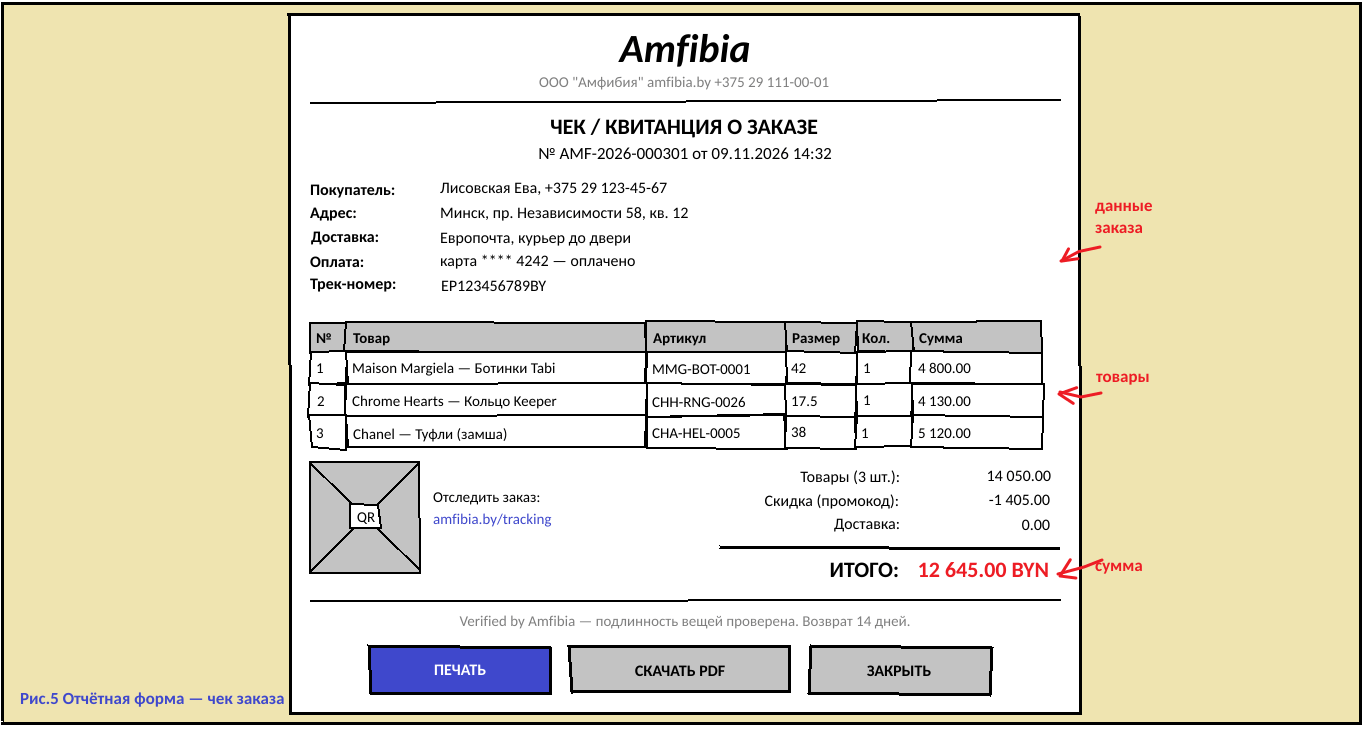 Amfibia
ООО "Амфибия" amfibia.by +375 29 111-00-01
ЧЕК / КВИТАНЦИЯ О ЗАКАЗЕ
№ AMF-2026-000301 от 09.11.2026 14:32
Покупатель: Лисовская Ева, +375 29 123-45-67
Адрес: Минск, пр. Независимости 58, кв. 12
Доставка: Европочта, курьер до двери
Оплата: карта **** 4242 — оплачено
Трек-номер: EP123456789BY
данные
заказа
№ Товар Артикул Размер Кол. Сумма
1 Maison Margiela — Ботинки Tabi MMG-BOT-0001 42 1 4 800.00
2 Chrome Hearts — Кольцо Keeper CHH-RNG-0026 17.5 1 4 130.00
3 Chanel — Туфли (замша) CHA-HEL-0005 38 1 5 120.00
товары
QR
Отследить заказ:
amfibia.by/tracking
Товары (3 шт.): 14 050.00
Скидка (промокод): -1 405.00
Доставка: 0.00
ИТОГО: 12 645.00 BYN
сумма
Verified by Amfibia — подлинность вещей проверена. Возврат 14 дней.
ПЕЧАТЬ СКАЧАТЬ PDF ЗАКРЫТЬ
Рис.5 Отчётная форма — чек заказа